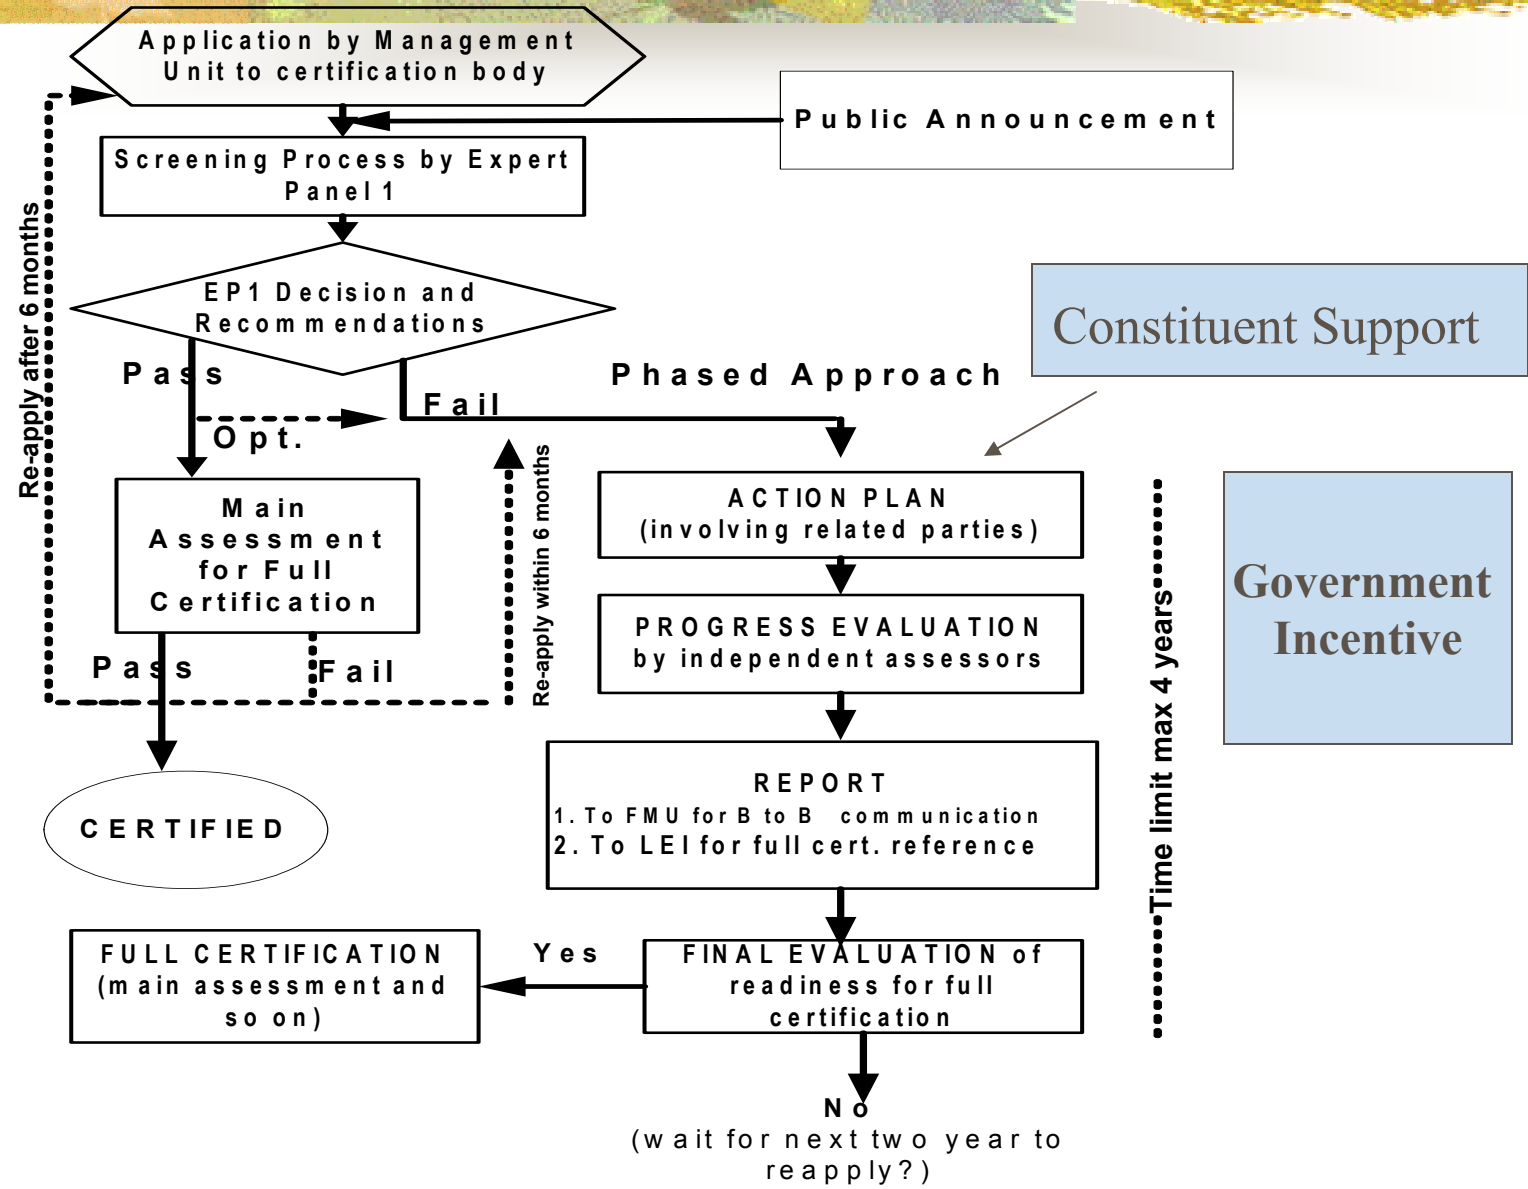 Application by Management
Unit to certification body
Public Announcement
Screening Process by Expert
Panel 1
Re-apply after 6 months
EP1 Decision and
Recommendations
Constituent Support
Pass
Phased Approach
Fail
Opt.
Re-apply within 6 months
Main
Assessment
for Full
Certification
ACTION PLAN
(involving related parties)
Government
Incentive
PROGRESS EVALUATION
by independent assessors
Time limit max 4 years
Pass
Fail
REPORT
1. To FMU for B to B communication
2. To LEI for full cert. reference
CERTIFIED
FULL CERTIFICATION
(main assessment and
so on)
Yes
FINAL EVALUATION of
readiness for full
certification
No
(wait for next two year to
reapply?)